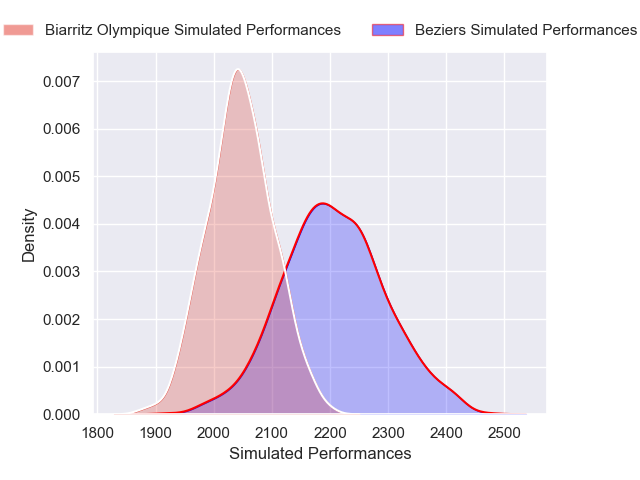 Biarritz Olympique Simulated Performances
Beziers Simulated Performances
0.007
0.006
0.005
0.004
0.003
0.002
0.001
0.000
Density
1800 1900 2000 2100 2200 2300 2400 2500
Simulated Performances